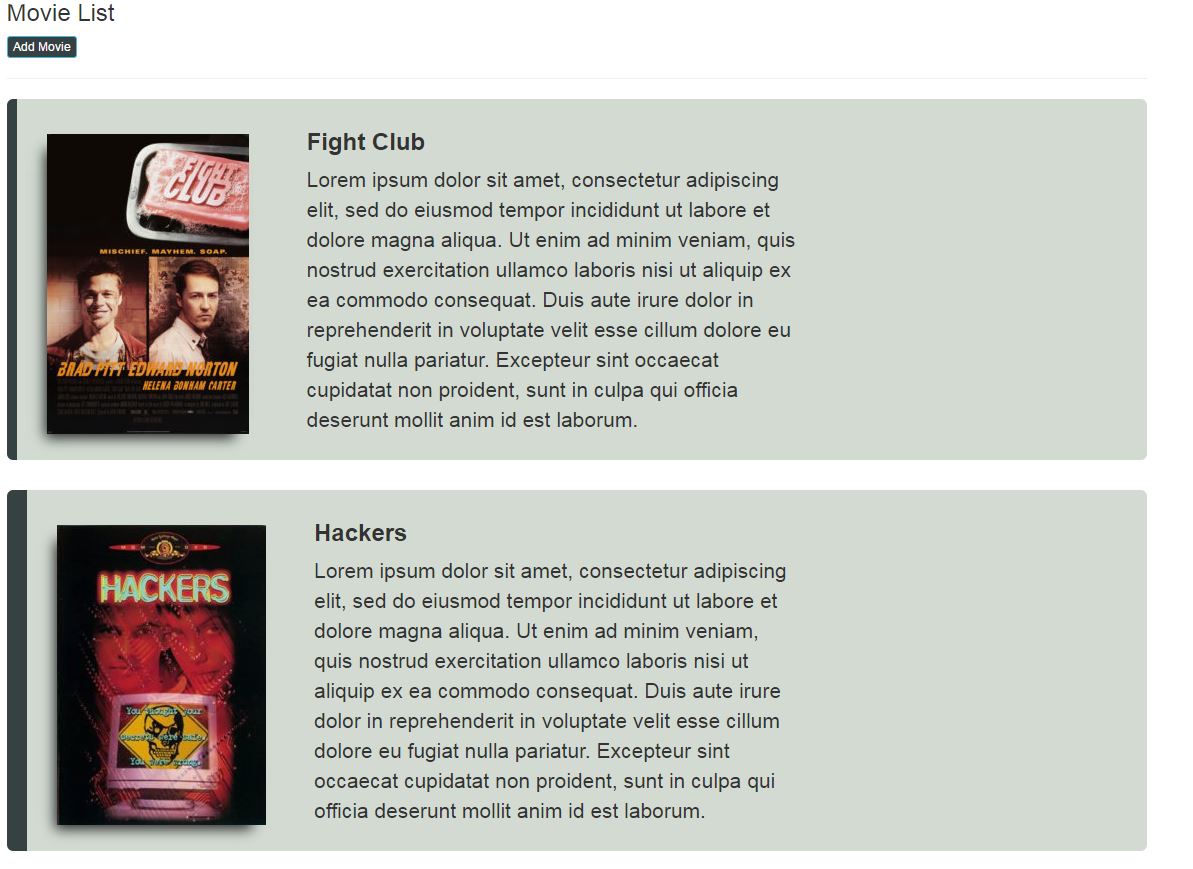 Movie List
Add Movie
FIGHT
CLUB
MISCHIEF. MAYHEM. SOAP.
BRAD PITT EDWARD NORTON
HELENA BONHAM CARTER
Fight Club
Lorem ipsum dolor sit amet, consectetur adipiscing
elit, sed do eiusmod tempor incididunt ut labore et
dolore magna aliqua. Ut enim ad minim veniam, quis
nostrud exercitation ullamco laboris nisi ut aliquip ex
ea commodo consequat. Duis aute irure dolor in
reprehenderit in voluptate velit esse cillum dolore eu
fugiat nulla pariatur. Excepteur sint occaecat
cupidatat non proident, sunt in culpa qui officia
deserunt mollit anim id est laborum.
HACKERS
You thought your
secrets were safe.
You were wrong.
Hackers
Lorem ipsum dolor sit amet, consectetur adipiscing
elit, sed do eiusmod tempor incididunt ut labore et
dolore magna aliqua. Ut enim ad minim veniam,
quis nostrud exercitation ullamco laboris nisi ut
aliquip ex ea commodo consequat. Duis aute irure
dolor in reprehenderit in voluptate velit esse cillum
dolore eu fugiat nulla pariatur. Excepteur sint
occaecat cupidatat non proident, sunt in culpa qui
officia deserunt mollit anim id est laborum.